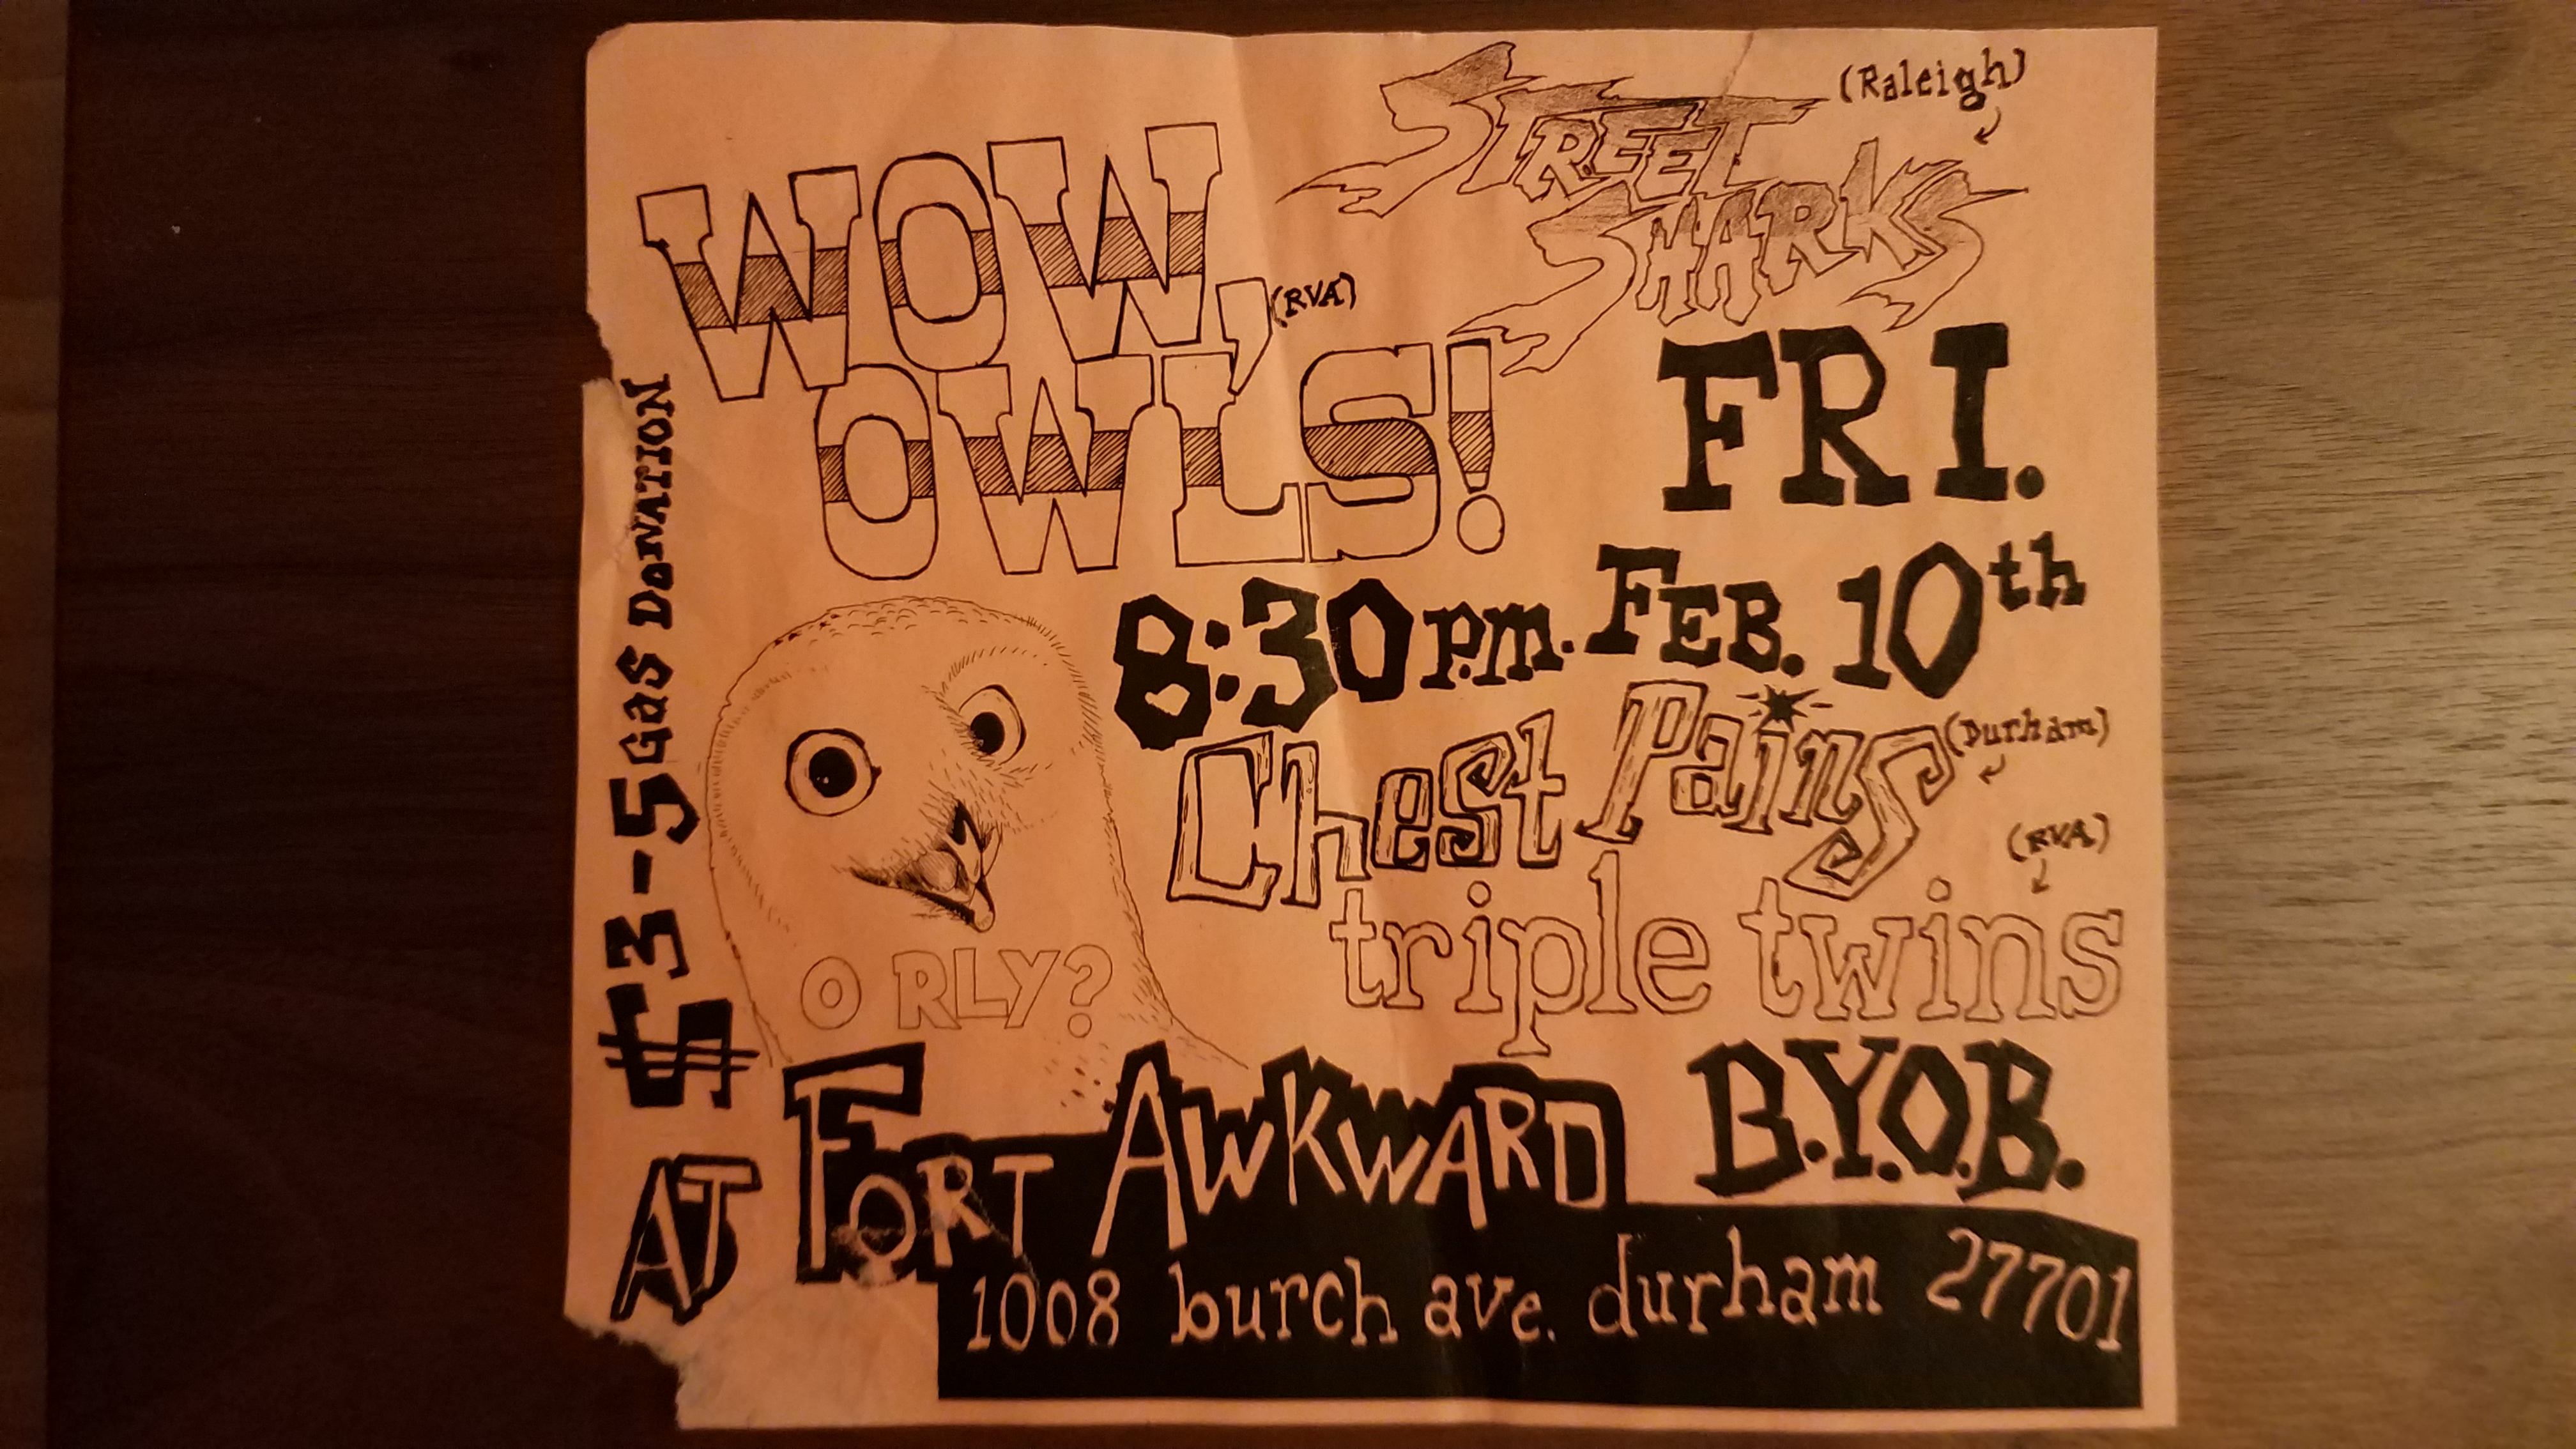 (Raleigh)
STREET
SHARKS
WOW,
(RVA)
OWLS!
FRI.
8:30PM. FEB. 10th
Chest Pains
(Durham)
(RVA)
triple twins
O RLY?
B.Y.O.B.
FORT AWKWARD
1008 burch ave. durham 27701
AT
$3-5 GAS DONATION